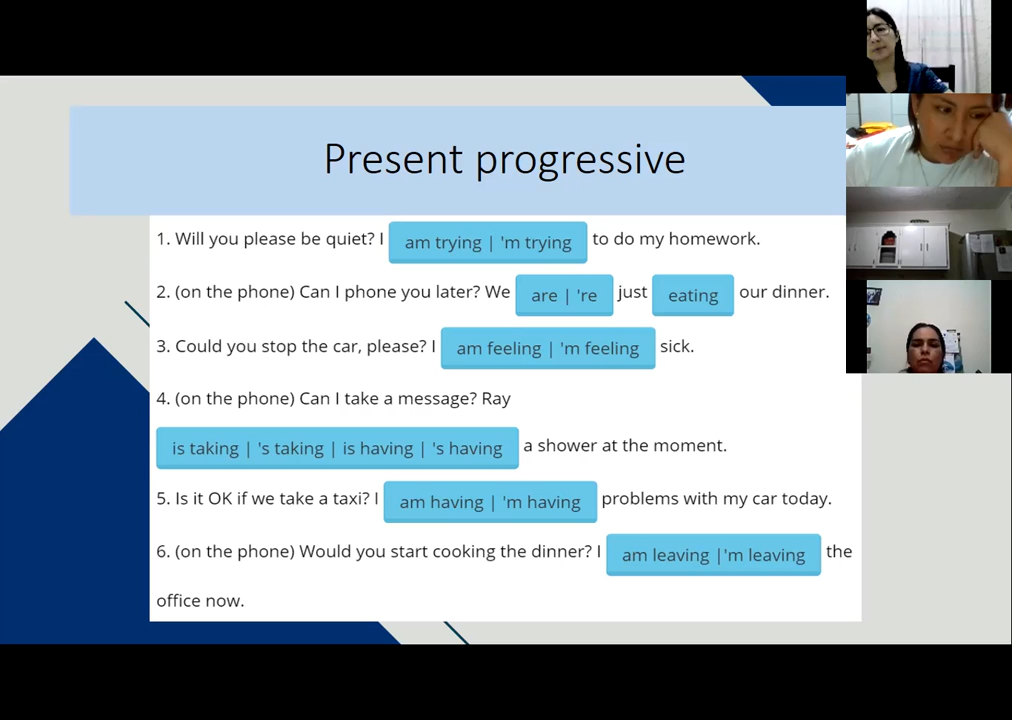 Present progressive
1. Will you please be quiet? I am trying | 'm trying to do my homework.
2. (on the phone) Can I phone you later? We are | 're just eating our dinner.
3. Could you stop the car, please? I am feeling | 'm feeling sick.
4. (on the phone) Can I take a message? Ray
is taking | 's taking | is having | 's having a shower at the moment.
5. Is it OK if we take a taxi? I am having | 'm having problems with my car today.
6. (on the phone) Would you start cooking the dinner? I am leaving |'m leaving the
office now.